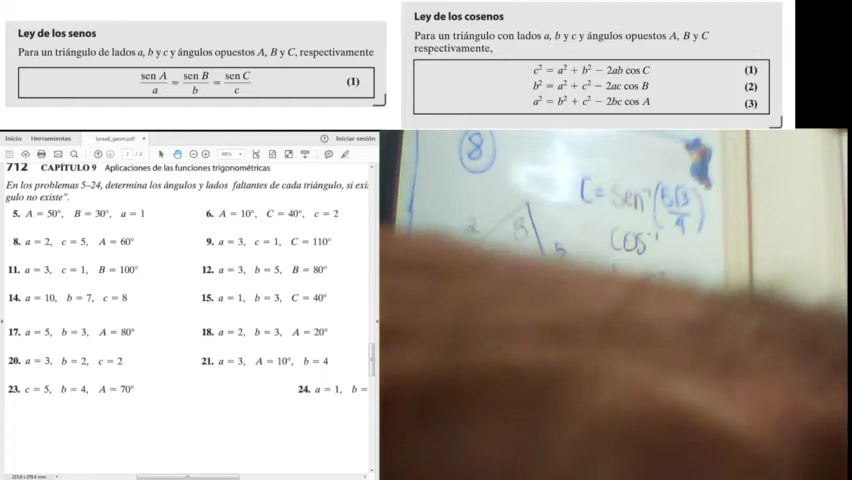 Ley de los senos
Para un triángulo de lados a, b y c y ángulos opuestos A, B y C, respectivamente
sen A / a = sen B / b = sen C / c (1)
Ley de los cosenos
Para un triángulo con lados a, b y c y ángulos opuestos A, B y C
respectivamente,
c² = a² + b² − 2ab cos C (1)
b² = a² + c² − 2ac cos B (2)
a² = b² + c² − 2bc cos A (3)
Inicio Herramientas ? Iniciar sesión
712 CAPÍTULO 9 Aplicaciones de las funciones trigonométricas
En los problemas 5–24, determina los ángulos y lados faltantes de cada triángulo, si exi
gulo no existe".
5. A = 50°, B = 30°, a = 1
6. A = 10°, C = 40°, c = 2
8. a = 2, c = 5, A = 60°
9. a = 3, c = 1, C = 110°
11. a = 3, c = 1, B = 100°
12. a = 3, b = 5, B = 80°
14. a = 10, b = 7, c = 8
15. a = 1, b = 3, C = 40°
17. a = 5, b = 3, A = 80°
18. a = 2, b = 3, A = 20°
20. a = 3, b = 2, c = 2
21. a = 3, A = 10°, b = 4
23. c = 5, b = 4, A = 70°
24. a = 1, b =
8
C = Sen⁻¹(5√3/4)
B
COS⁻¹